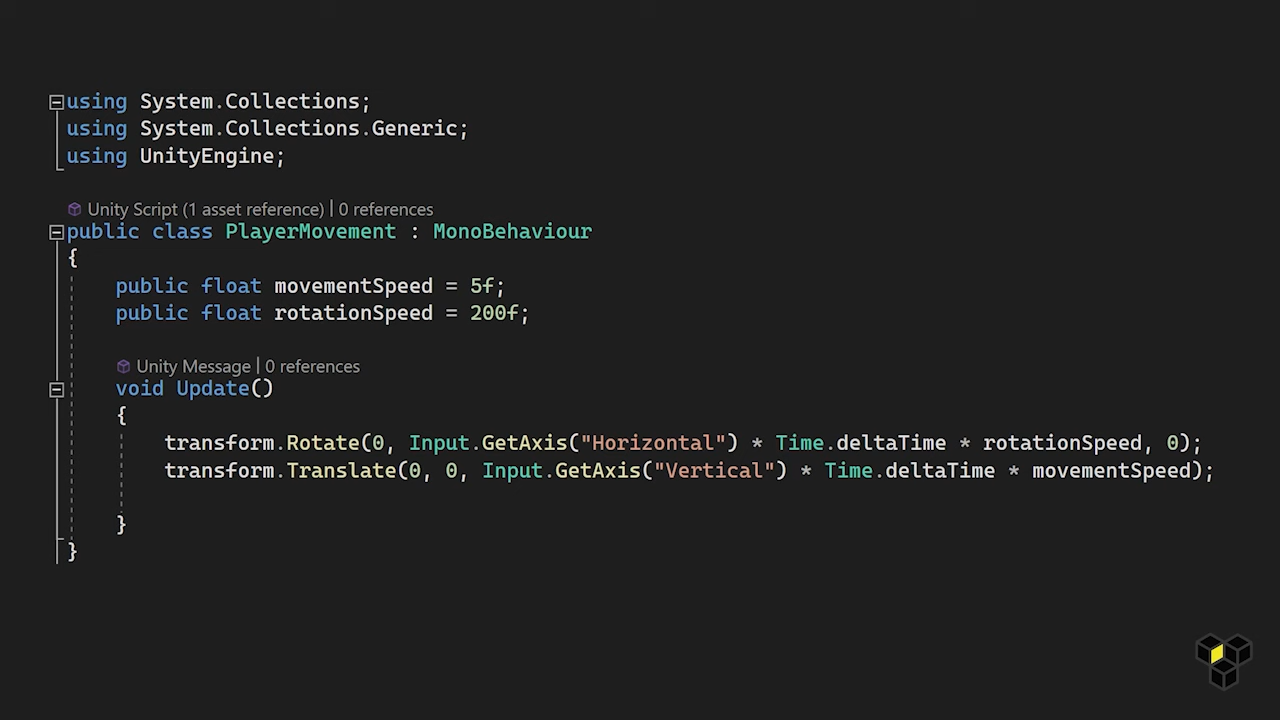 using System.Collections;
using System.Collections.Generic;
using UnityEngine;
Unity Script (1 asset reference) | 0 references
public class PlayerMovement : MonoBehaviour
{
public float movementSpeed = 5f;
public float rotationSpeed = 200f;
Unity Message | 0 references
void Update()
{
transform.Rotate(0, Input.GetAxis("Horizontal") * Time.deltaTime * rotationSpeed, 0);
transform.Translate(0, 0, Input.GetAxis("Vertical") * Time.deltaTime * movementSpeed);
}
}